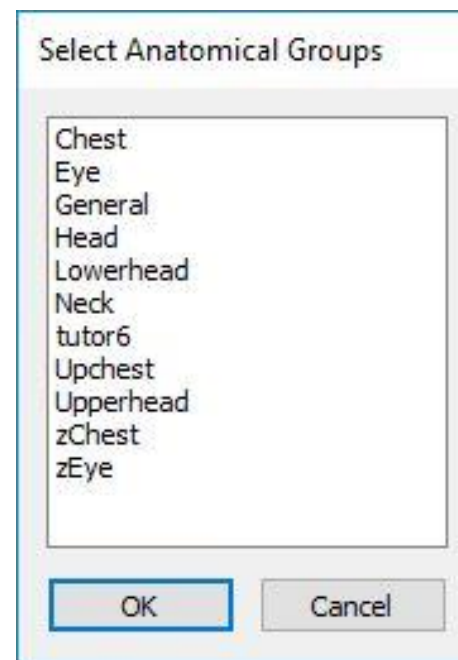 Select Anatomical Groups
Chest
Eye
General
Head
Lowerhead
Neck
tutor6
Upchest
Upperhead
zChest
zEye
OK Cancel